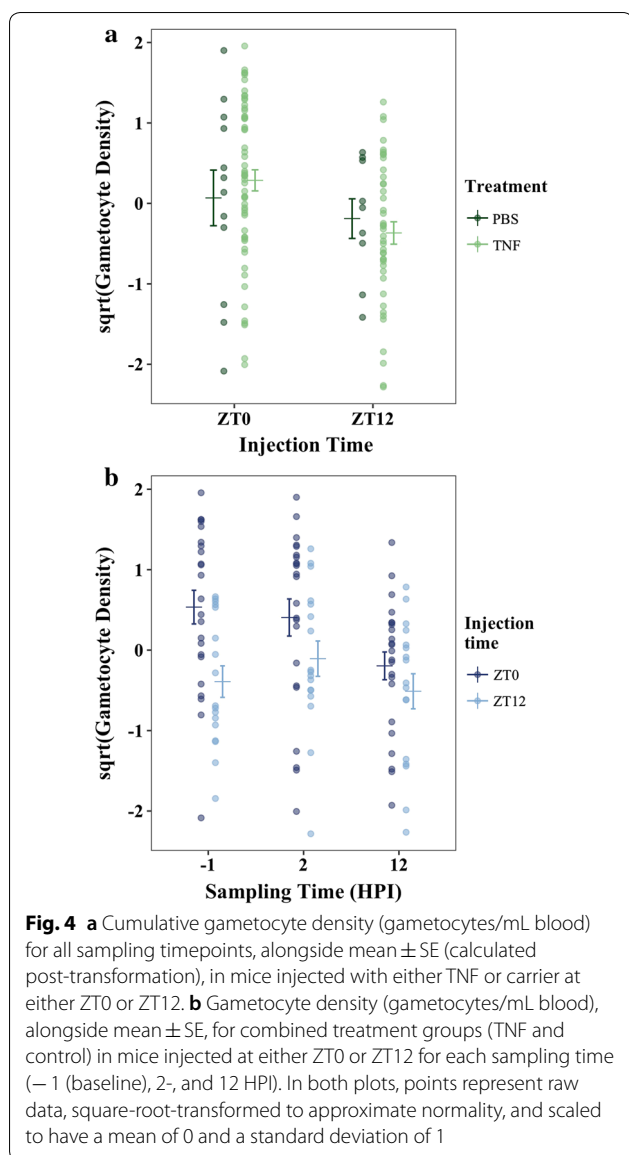 a
2
1
0
-1
-2
sqrt(Gametocyte Density)
ZT0
ZT12
Injection Time
Treatment
PBS
TNF
b
2
1
0
-1
-2
sqrt(Gametocyte Density)
-1
2
12
Sampling Time (HPI)
Injection
time
ZT0
ZT12
Fig. 4 a Cumulative gametocyte density (gametocytes/mL blood)
for all sampling timepoints, alongside mean ± SE (calculated
post-transformation), in mice injected with either TNF or carrier at
either ZT0 or ZT12. b Gametocyte density (gametocytes/mL blood),
alongside mean ± SE, for combined treatment groups (TNF and
control) in mice injected at either ZT0 or ZT12 for each sampling time
(− 1 (baseline), 2-, and 12 HPI). In both plots, points represent raw
data, square-root-transformed to approximate normality, and scaled
to have a mean of 0 and a standard deviation of 1